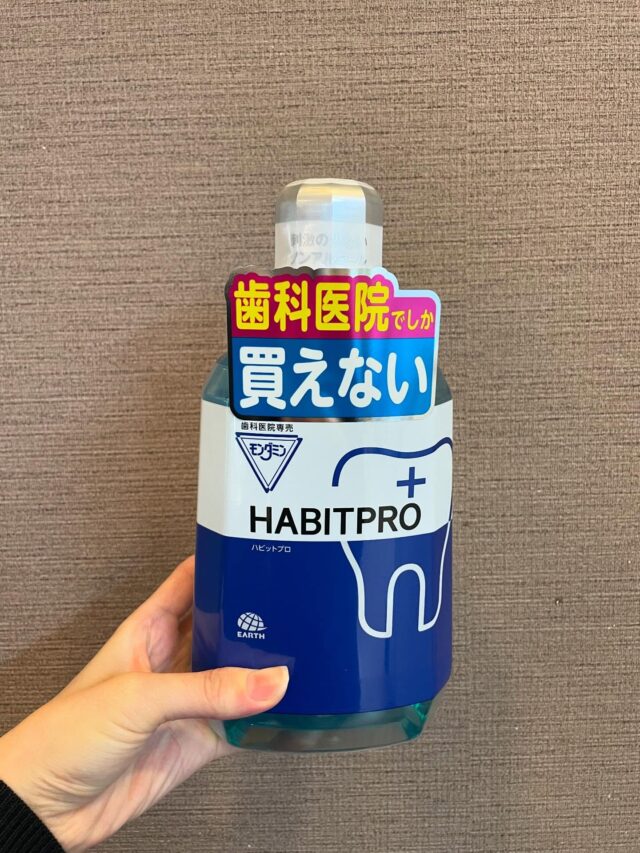 歯科医院でしか
買えない
歯科医院専売
モンダミン
HABITPRO
ハビットプロ
EARTH